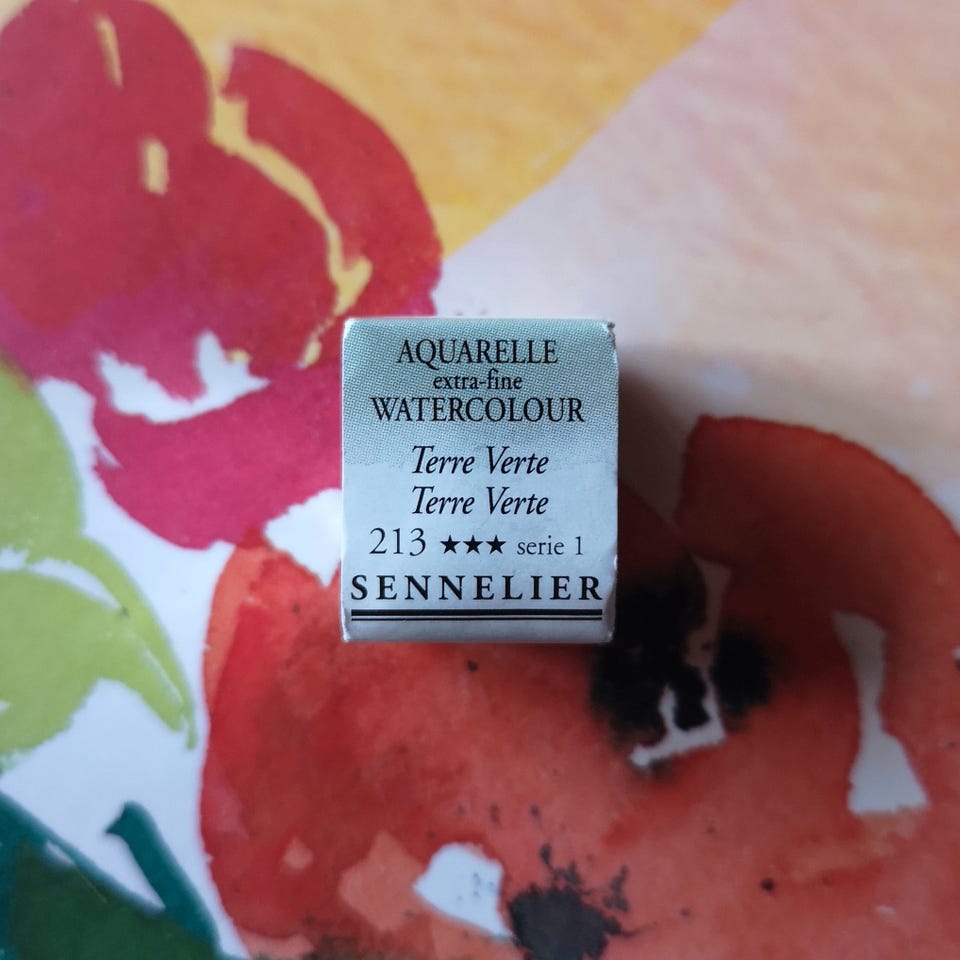 AQUARELLE
extra-fine
WATERCOLOUR
Terre Verte
Terre Verte
213 ★★★ serie 1
SENNELIER